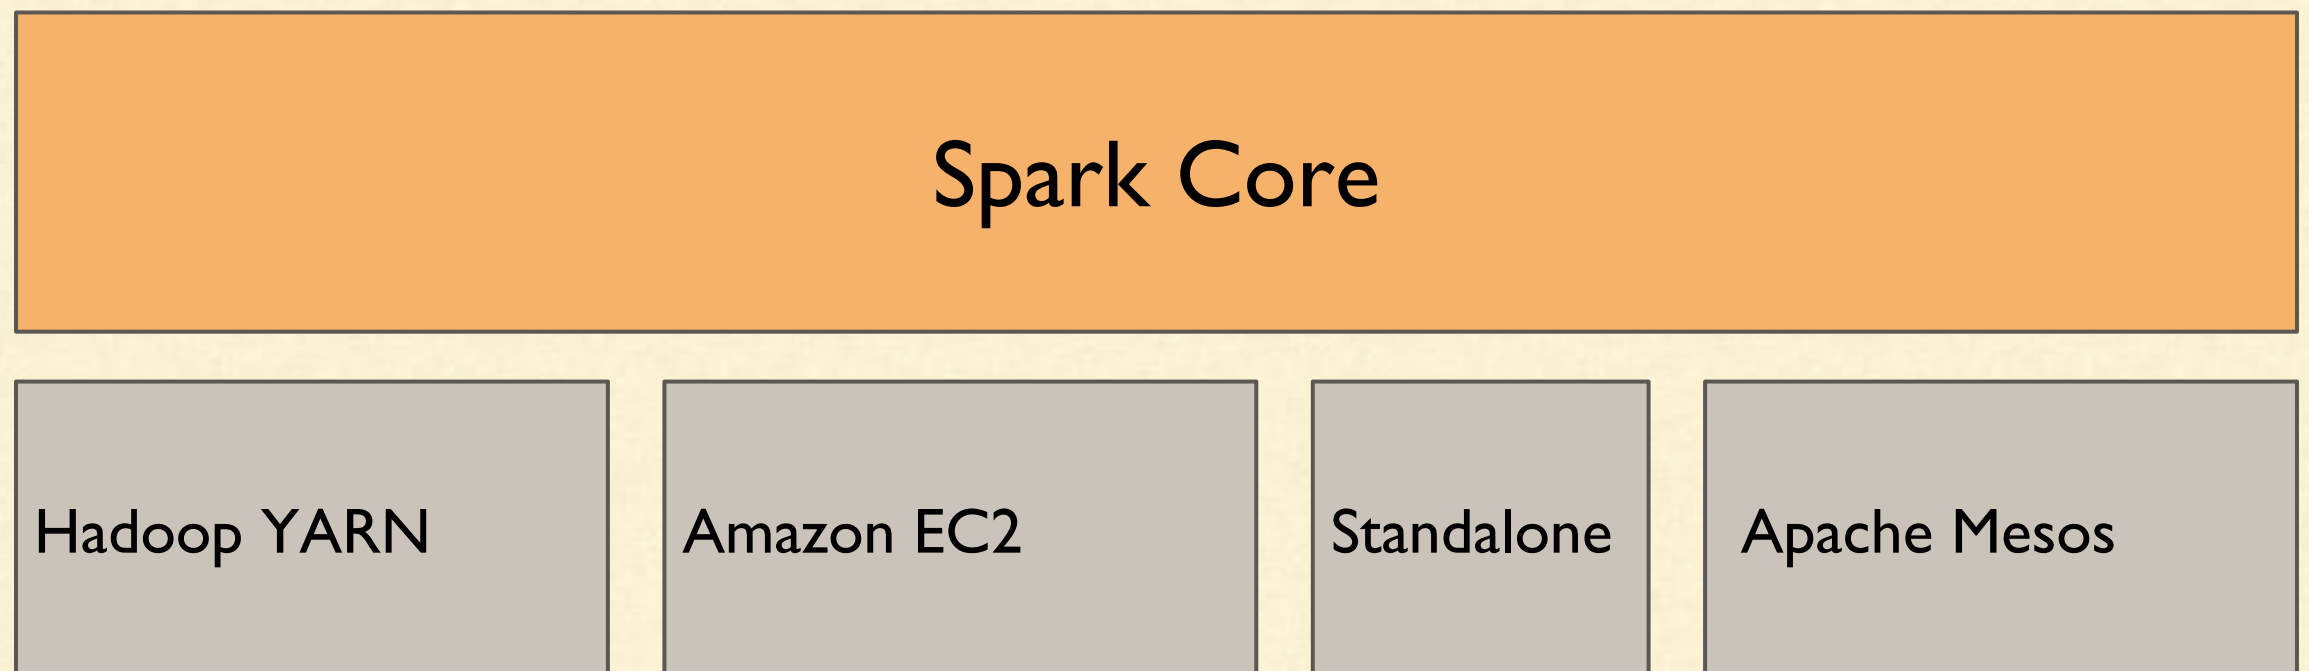 Spark Core
Hadoop YARN
Amazon EC2
Standalone
Apache Mesos